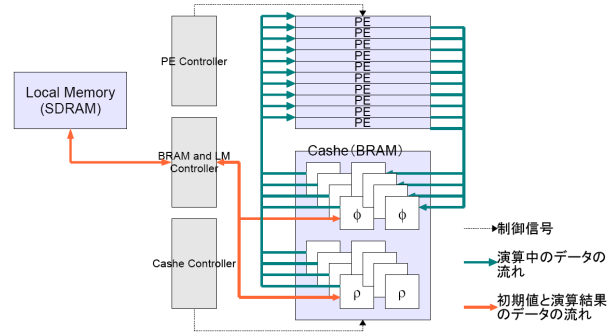 PE
PE
PE
PE
PE
PE
PE
PE
PE
PE
PE Controller
Local Memory
(SDRAM)
BRAM and LM
Controller
Cashe Controller
Cashe(BRAM)
φ
φ
ρ
ρ
制御信号
演算中のデータの
流れ
初期値と演算結果
のデータの流れ